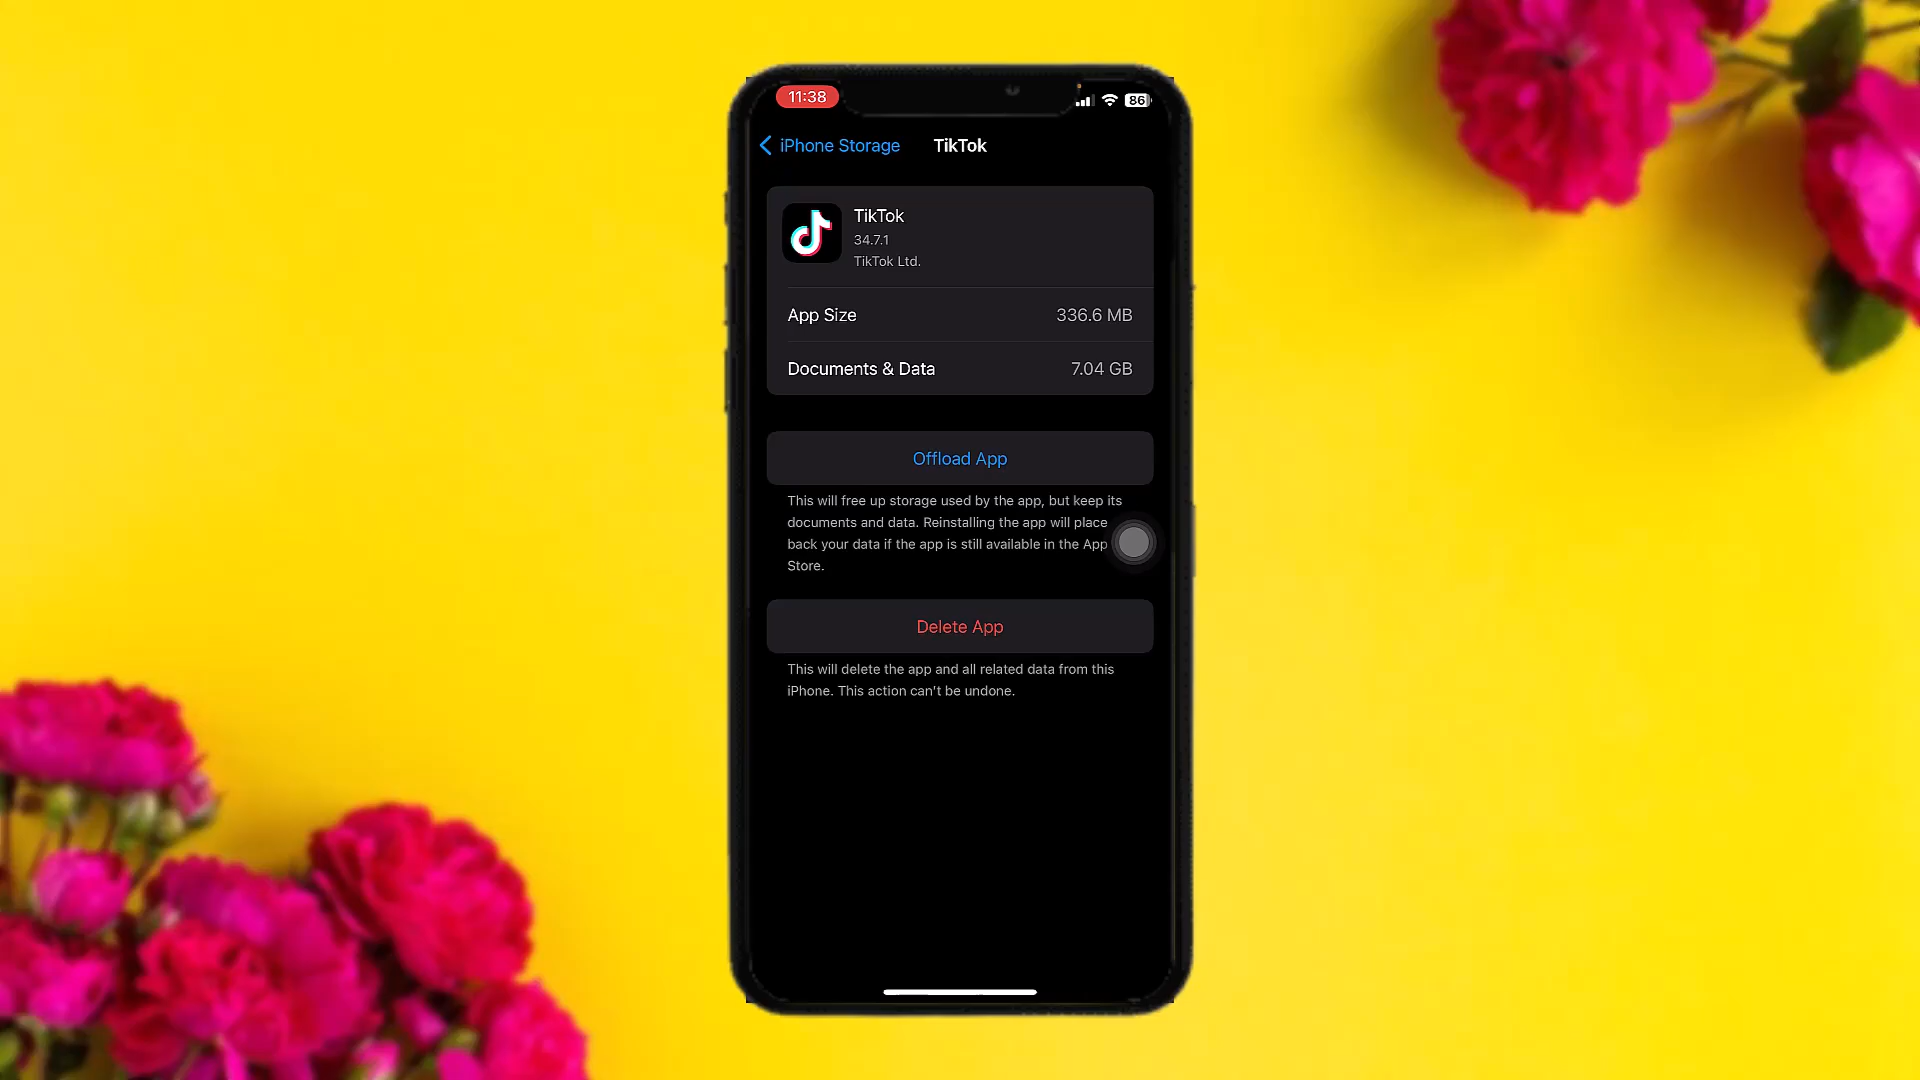 11:38
86
iPhone Storage
TikTok
TikTok
34.7.1
TikTok Ltd.
App Size 336.6 MB
Documents & Data 7.04 GB
Offload App
This will free up storage used by the app, but keep its
documents and data. Reinstalling the app will place
back your data if the app is still available in the App
Store.
Delete App
This will delete the app and all related data from this
iPhone. This action can't be undone.